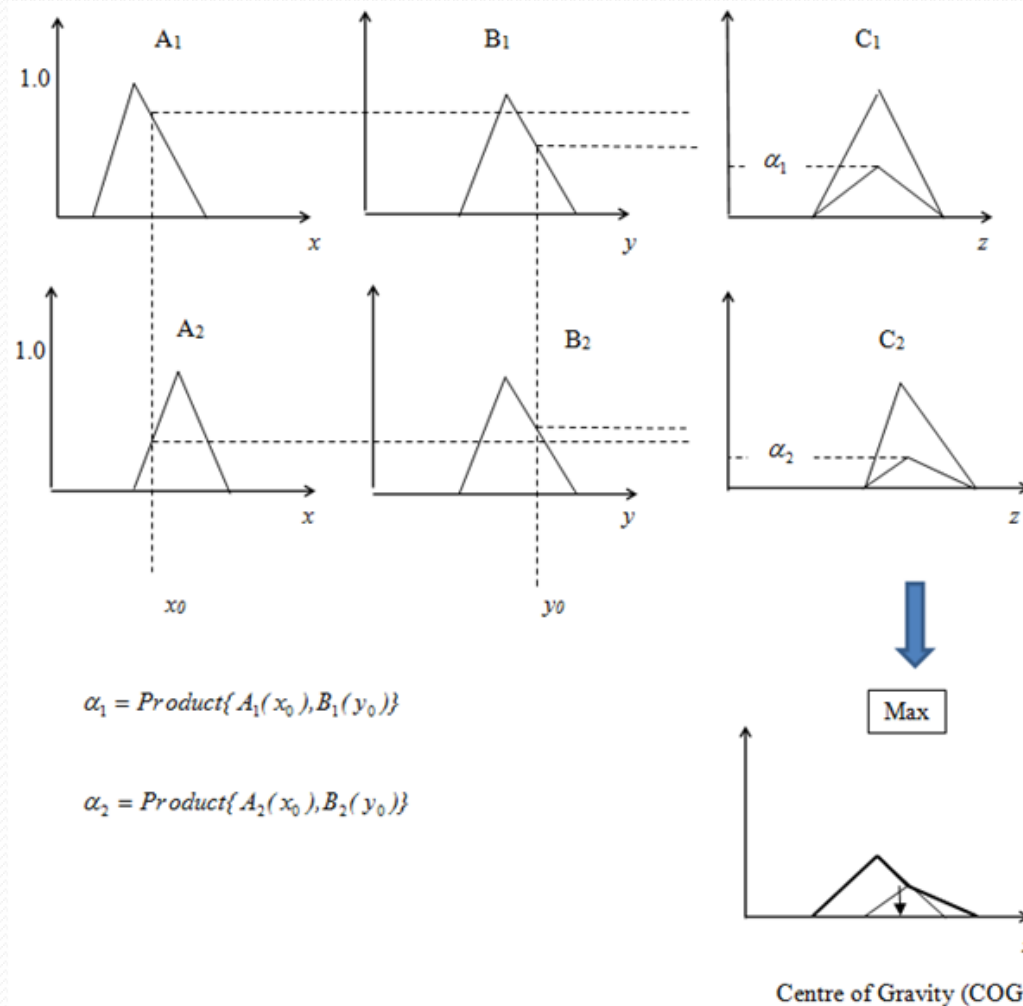 A₁ B₁ C₁
1.0
α₁
x y z
A₂ B₂ C₂
1.0
α₂
x y z
x₀ y₀
α₁ = Product{ A₁(x₀),B₁(y₀)}
Max
α₂ = Product{ A₂(x₀),B₂(y₀)}
Centre of Gravity (COG